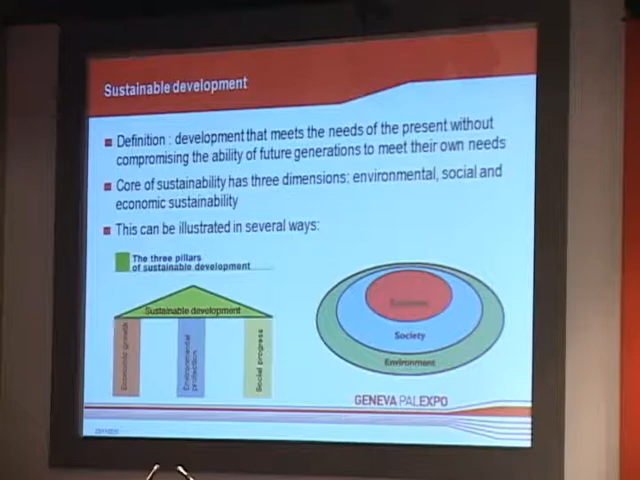 Sustainable development
Definition : development that meets the needs of the present without
compromising the ability of future generations to meet their own needs
Core of sustainability has three dimensions: environmental, social and
economic sustainability
This can be illustrated in several ways:
The three pillars
of sustainable development
Sustainable development
Economic growth
Environmental
protection
Social progress
Society
Environment
GENEVA PALEXPO